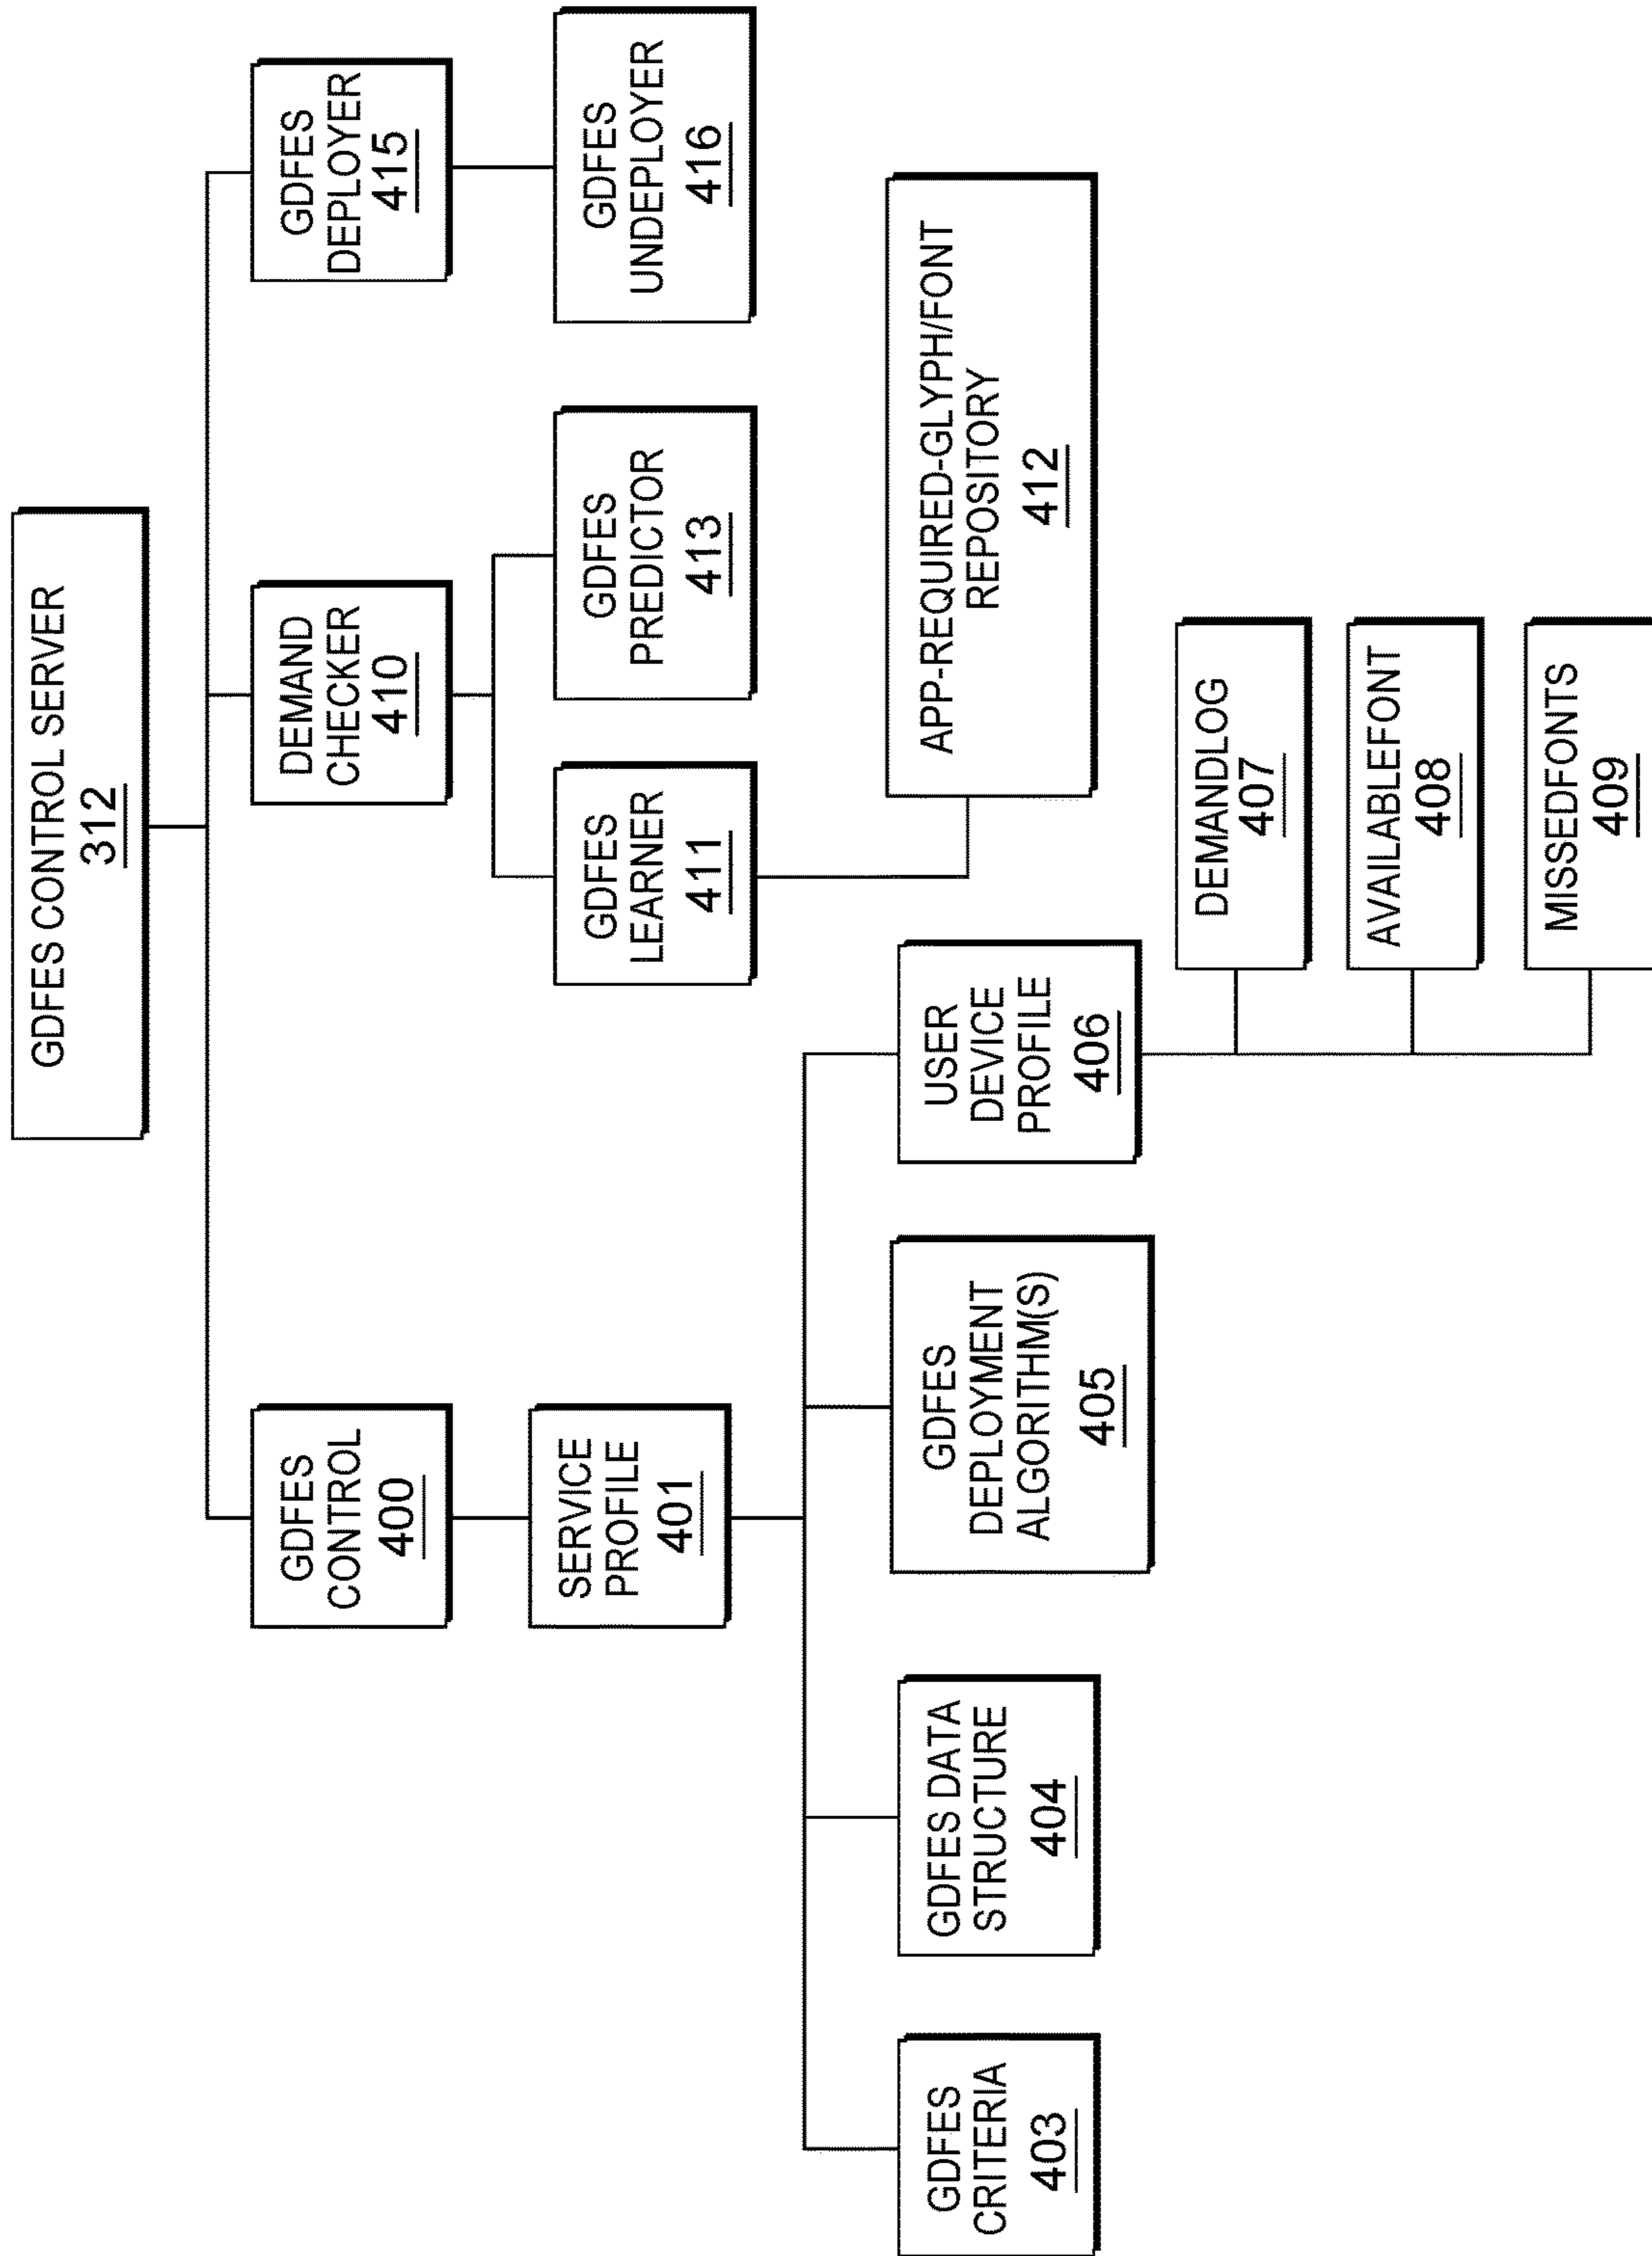 GDFES CONTROL SERVER
312
GDFES
CONTROL
400
DEMAND
CHECKER
410
GDFES
DEPLOYER
415
SERVICE
PROFILE
401
GDFES
LEARNER
411
GDFES
PREDICTOR
413
GDFES
UNDEPLOYER
416
GDFES
CRITERIA
403
GDFES DATA
STRUCTURE
404
GDFES
DEPLOYMENT
ALGORITHM(S)
405
USER
DEVICE
PROFILE
406
APP-REQUIRED-GLYPH/FONT
REPOSITORY
412
DEMANDLOG
407
AVAILABLEFONT
408
MISSEDFONTS
409